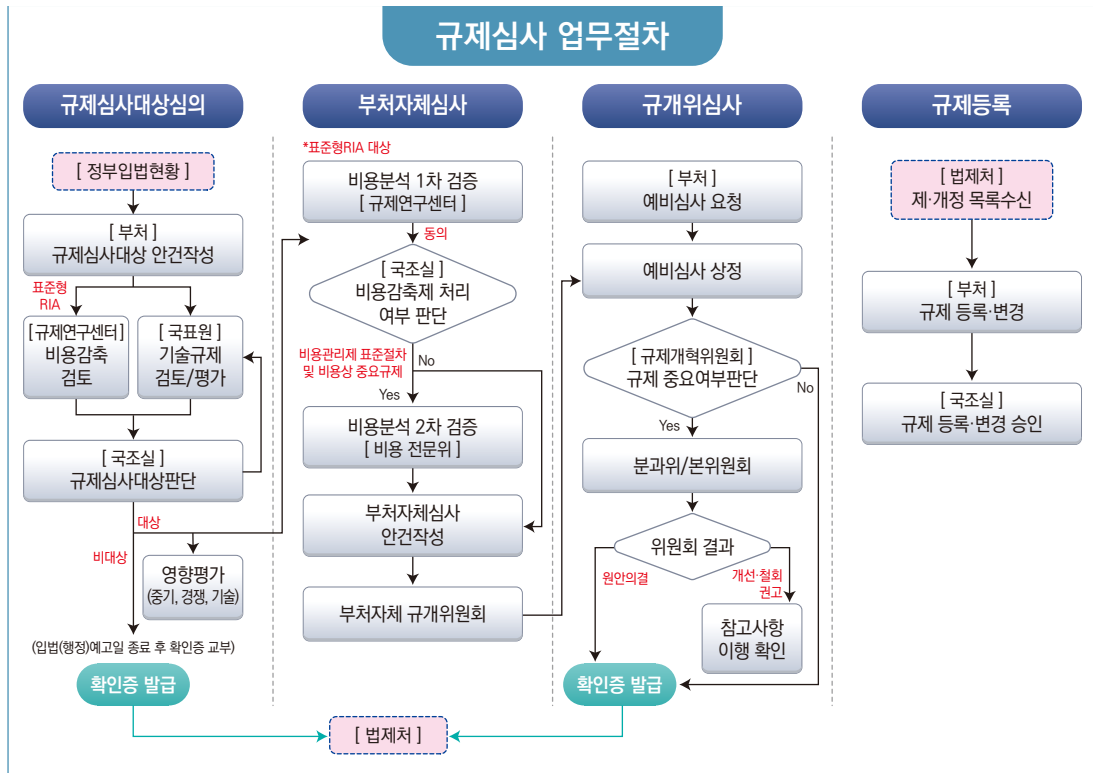 규제심사 업무절차
규제심사대상심의
[ 정부입법현황 ]
[ 부처 ]
규제심사대상 안건작성
표준형
RIA
[ 규제연구센터 ]
비용감축
검토
[ 국표원 ]
기술규제
검토/평가
[ 국조실 ]
규제심사대상판단
대상
비대상
영향평가
(중기, 경쟁, 기술)
(입법(행정)예고일 종료 후 확인증 교부)
확인증 발급
부처자체심사
*표준형RIA 대상
비용분석 1차 검증
[ 규제연구센터 ]
동의
[ 국조실 ]
비용감축제 처리
여부 판단
비용관리제 표준절차
및 비용상 중요규제
No
Yes
비용분석 2차 검증
[ 비용 전문위 ]
부처자체심사
안건작성
부처자체 규개위원회
규개위심사
[ 부처 ]
예비심사 요청
예비심사 상정
[ 규제개혁위원회 ]
규제 중요여부판단
No
Yes
분과위/본위원회
위원회 결과
원안의결
개선·철회
권고
참고사항
이행 확인
확인증 발급
[ 법제처 ]
규제등록
[ 법제처 ]
제·개정 목록수신
[ 부처 ]
규제 등록·변경
[ 국조실 ]
규제 등록·변경 승인